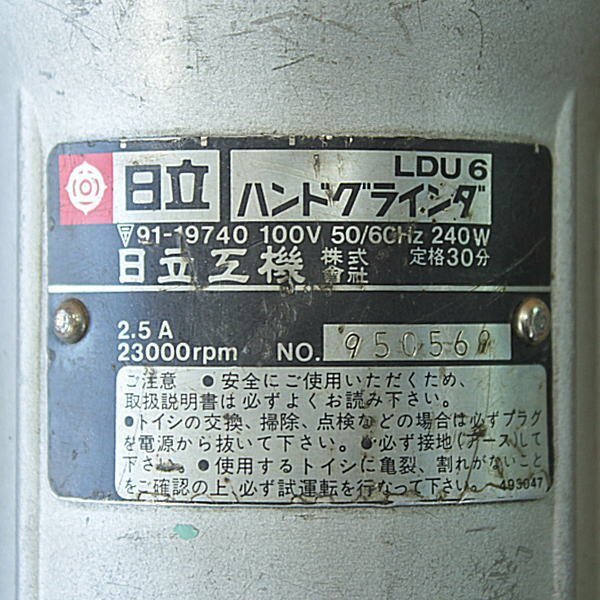 日立 ハンドグラインダ LDU6
91-19740 100V 50/60Hz 240W
日立工機 株式會社 定格30分
2.5A
23000rpm NO. 950569
ご注意 ●安全にご使用いただくため、
取扱説明書は必ずよくお読み下さい。
●トイシの交換、掃除、点検などの場合は必ずプラグ
を電源から抜いて下さい。●必ず接地(アース)して
下さい。●使用するトイシに亀裂、割れがないこと
をご確認の上、必ず試運転を行なって下さい。 493047